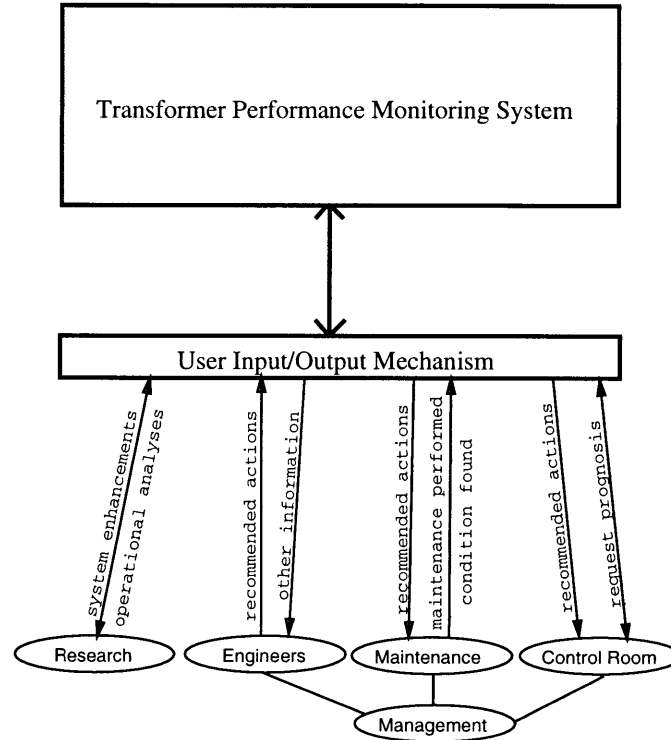 Transformer Performance Monitoring System
User Input/Output Mechanism
system enhancements
operational analyses
recommended actions
other information
recommended actions
maintenance performed
condition found
recommended actions
request prognosis
Research
Engineers
Maintenance
Control Room
Management